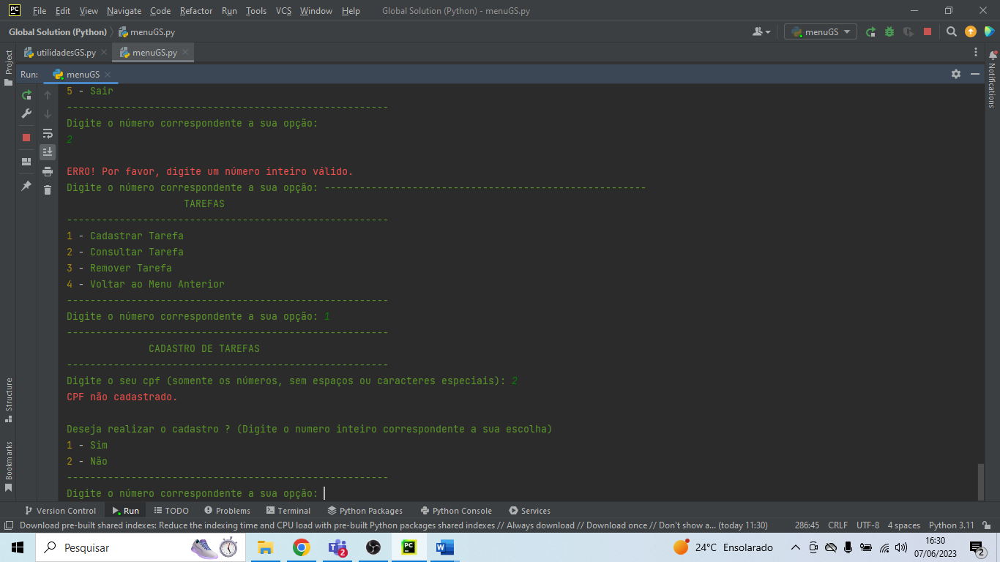 File Edit View Navigate Code Refactor Run Tools VCS Window Help Global Solution (Python) - menuGS.py
Global Solution (Python) menuGS.py menuGS
utilidadesGS.py menuGS.py
Project
Notifications
Run: menuGS
5 - Sair
-------------------------------------------------------
Digite o número correspondente a sua opção:
2
ERRO! Por favor, digite um número inteiro válido.
Digite o número correspondente a sua opção: -------------------------------------------------------
TAREFAS
-------------------------------------------------------
1 - Cadastrar Tarefa
2 - Consultar Tarefa
3 - Remover Tarefa
4 - Voltar ao Menu Anterior
-------------------------------------------------------
Digite o número correspondente a sua opção: 1
-------------------------------------------------------
CADASTRO DE TAREFAS
-------------------------------------------------------
Digite o seu cpf (somente os números, sem espaços ou caracteres especiais): 2
CPF não cadastrado.
Deseja realizar o cadastro ? (Digite o numero inteiro correspondente a sua escolha)
1 - Sim
2 - Não
-------------------------------------------------------
Digite o número correspondente a sua opção:
Structure
Bookmarks
Version Control Run TODO Problems Terminal Python Packages Python Console Services
Download pre-built shared indexes: Reduce the indexing time and CPU load with pre-built Python packages shared indexes // Always download // Download once // Don't show a... (today 11:30) 286:45 CRLF UTF-8 4 spaces Python 3.11
Pesquisar 2 24°C Ensolarado 16:30
07/06/2023 2